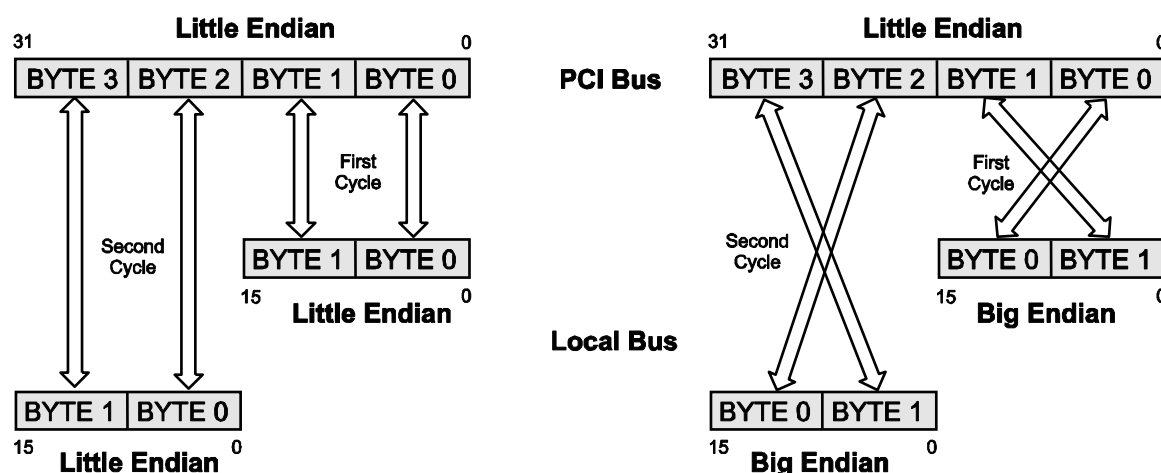 Little Endian
31 0
BYTE 3 BYTE 2 BYTE 1 BYTE 0
First
Cycle
Second
Cycle
BYTE 1 BYTE 0
15 0
Little Endian
BYTE 1 BYTE 0
15 0
Little Endian
PCI Bus
Local Bus
Little Endian
31 0
BYTE 3 BYTE 2 BYTE 1 BYTE 0
First
Cycle
Second
Cycle
BYTE 0 BYTE 1
15 0
Big Endian
BYTE 0 BYTE 1
15 0
Big Endian